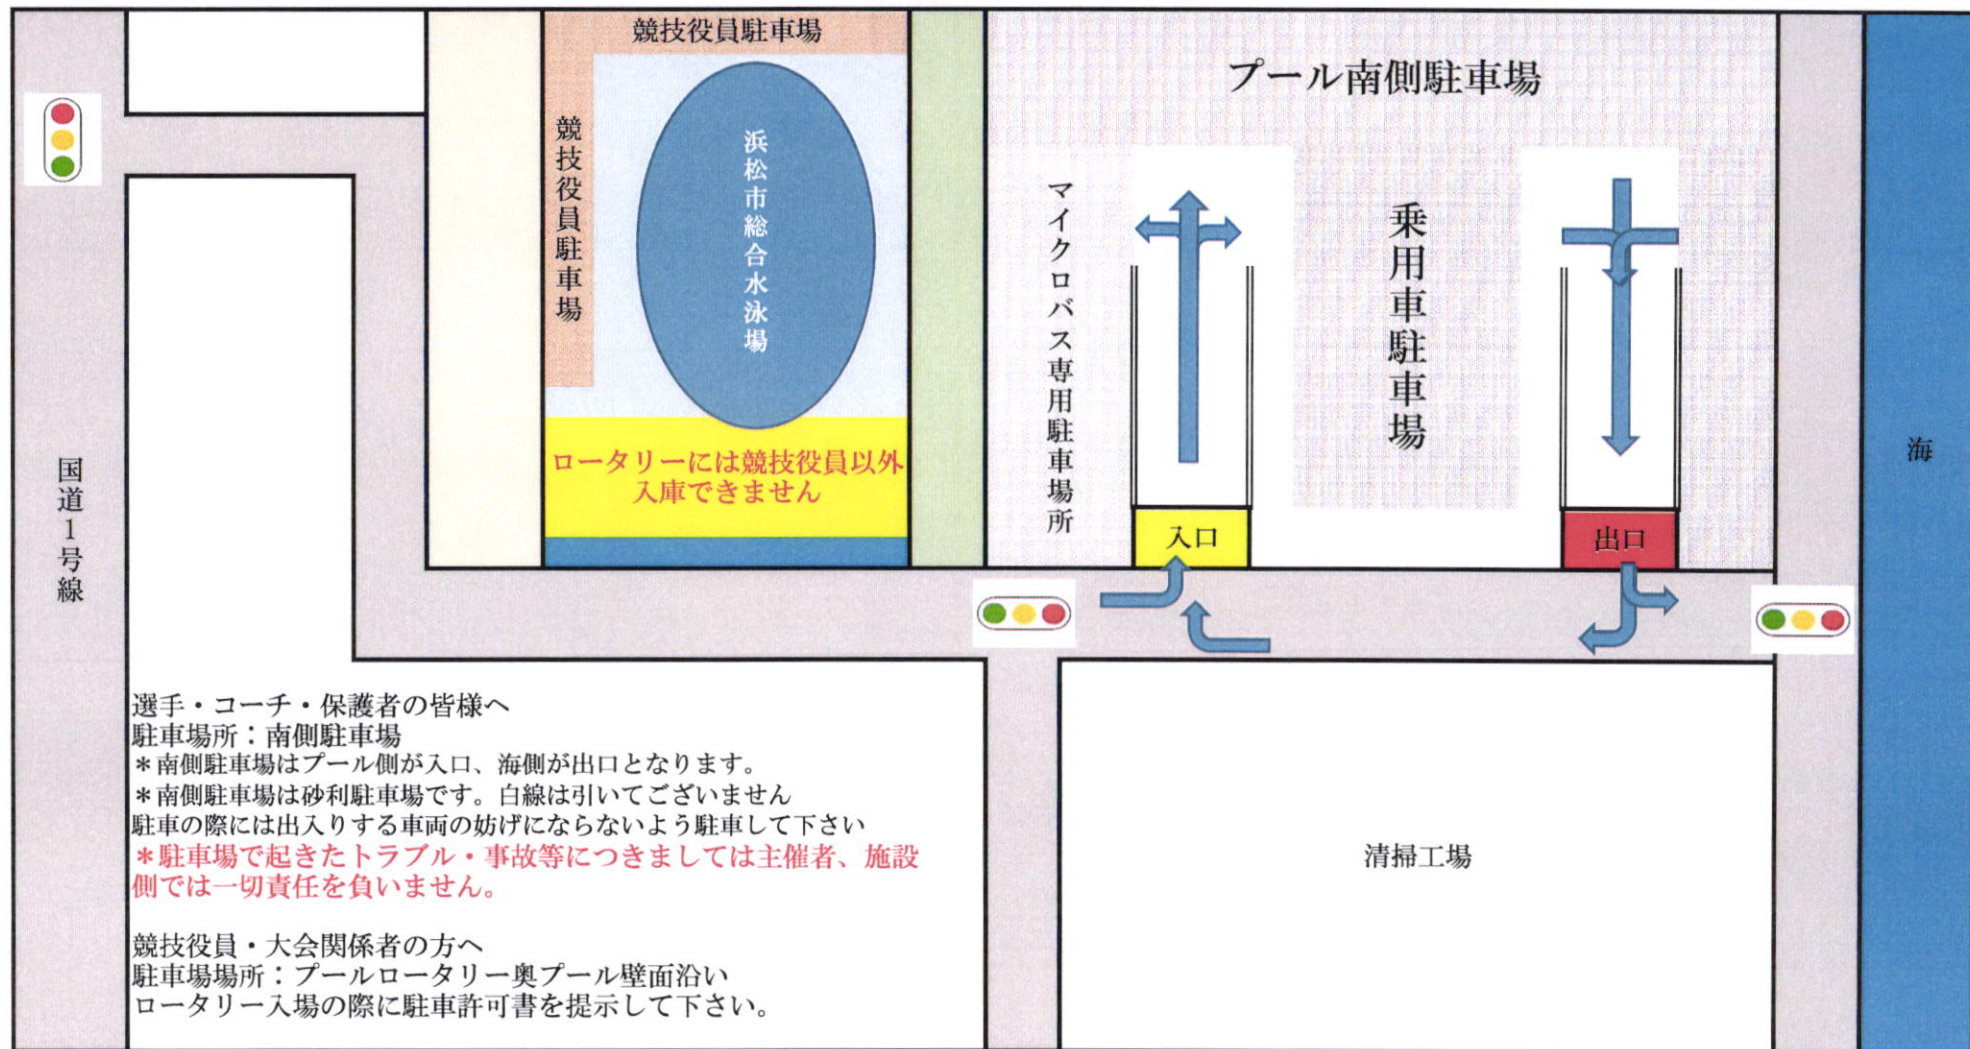 競技役員駐車場
プール南側駐車場
競技役員駐車場
浜松市総合水泳場
マイクロバス専用駐車場所
乗用車駐車場
ロータリーには競技役員以外
入庫できません
国道1号線
海
入口
出口
選手・コーチ・保護者の皆様へ
駐車場所：南側駐車場
＊南側駐車場はプール側が入口、海側が出口となります。
＊南側駐車場は砂利駐車場です。白線は引いてございません
駐車の際には出入りする車両の妨げにならないよう駐車して下さい
＊駐車場で起きたトラブル・事故等につきましては主催者、施設
側では一切責任を負いません。
清掃工場
競技役員・大会関係者の方へ
駐車場場所：プールロータリー奥プール壁面沿い
ロータリー入場の際に駐車許可書を提示して下さい。